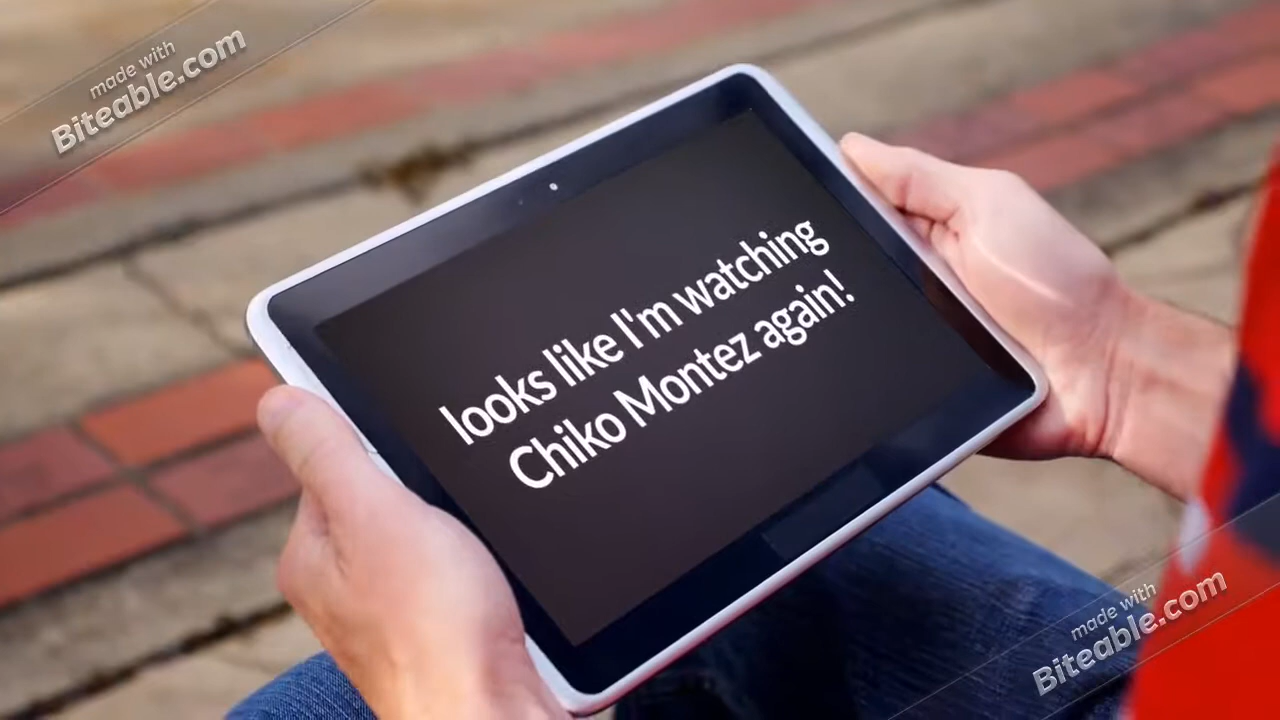 made with
Biteable.com
looks like I'm watching
Chiko Montez again!
made with
Biteable.com